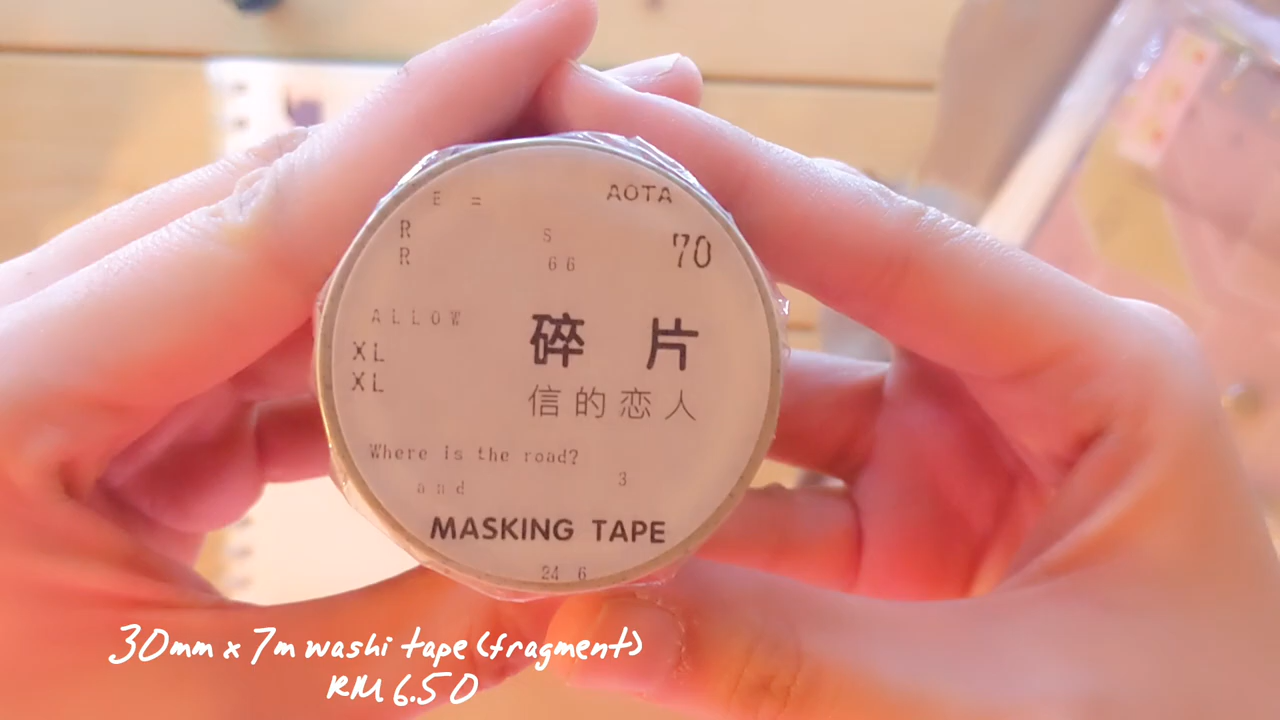 E = AOTA
R S 70
R 66
ALLOW 碎 片
XL
XL 信的恋人
Where is the road?
and 3
MASKING TAPE
24 6
30mm x 7m washi tape (fragment)
RM 6.50